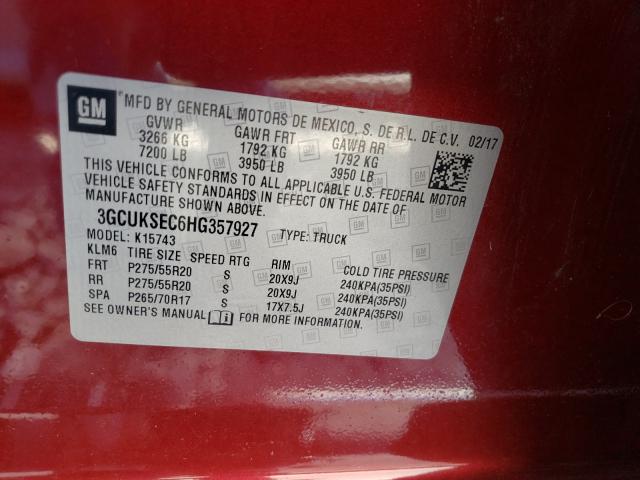 GM
*MFD BY GENERAL MOTORS DE MEXICO, S. DE R.L. DE C.V. 02/17
GVWR GAWR FRT GAWR RR
3266 KG 1792 KG 1792 KG
7200 LB 3950 LB 3950 LB
THIS VEHICLE CONFORMS TO ALL APPLICABLE U.S. FEDERAL MOTOR
VEHICLE SAFETY STANDARDS IN EFFECT ON THE DATE OF
MANUFACTURE SHOWN ABOVE.
3GCUKSEC6HG357927 TYPE: TRUCK
MODEL: K15743
KLM6 TIRE SIZE SPEED RTG RIM COLD TIRE PRESSURE
FRT P275/55R20 S 20X9J 240KPA(35PSI)
RR P275/55R20 S 20X9J 240KPA(35PSI)
SPA P265/70R17 S 17X7.5J 240KPA(35PSI)
SEE OWNER'S MANUAL i FOR MORE INFORMATION.